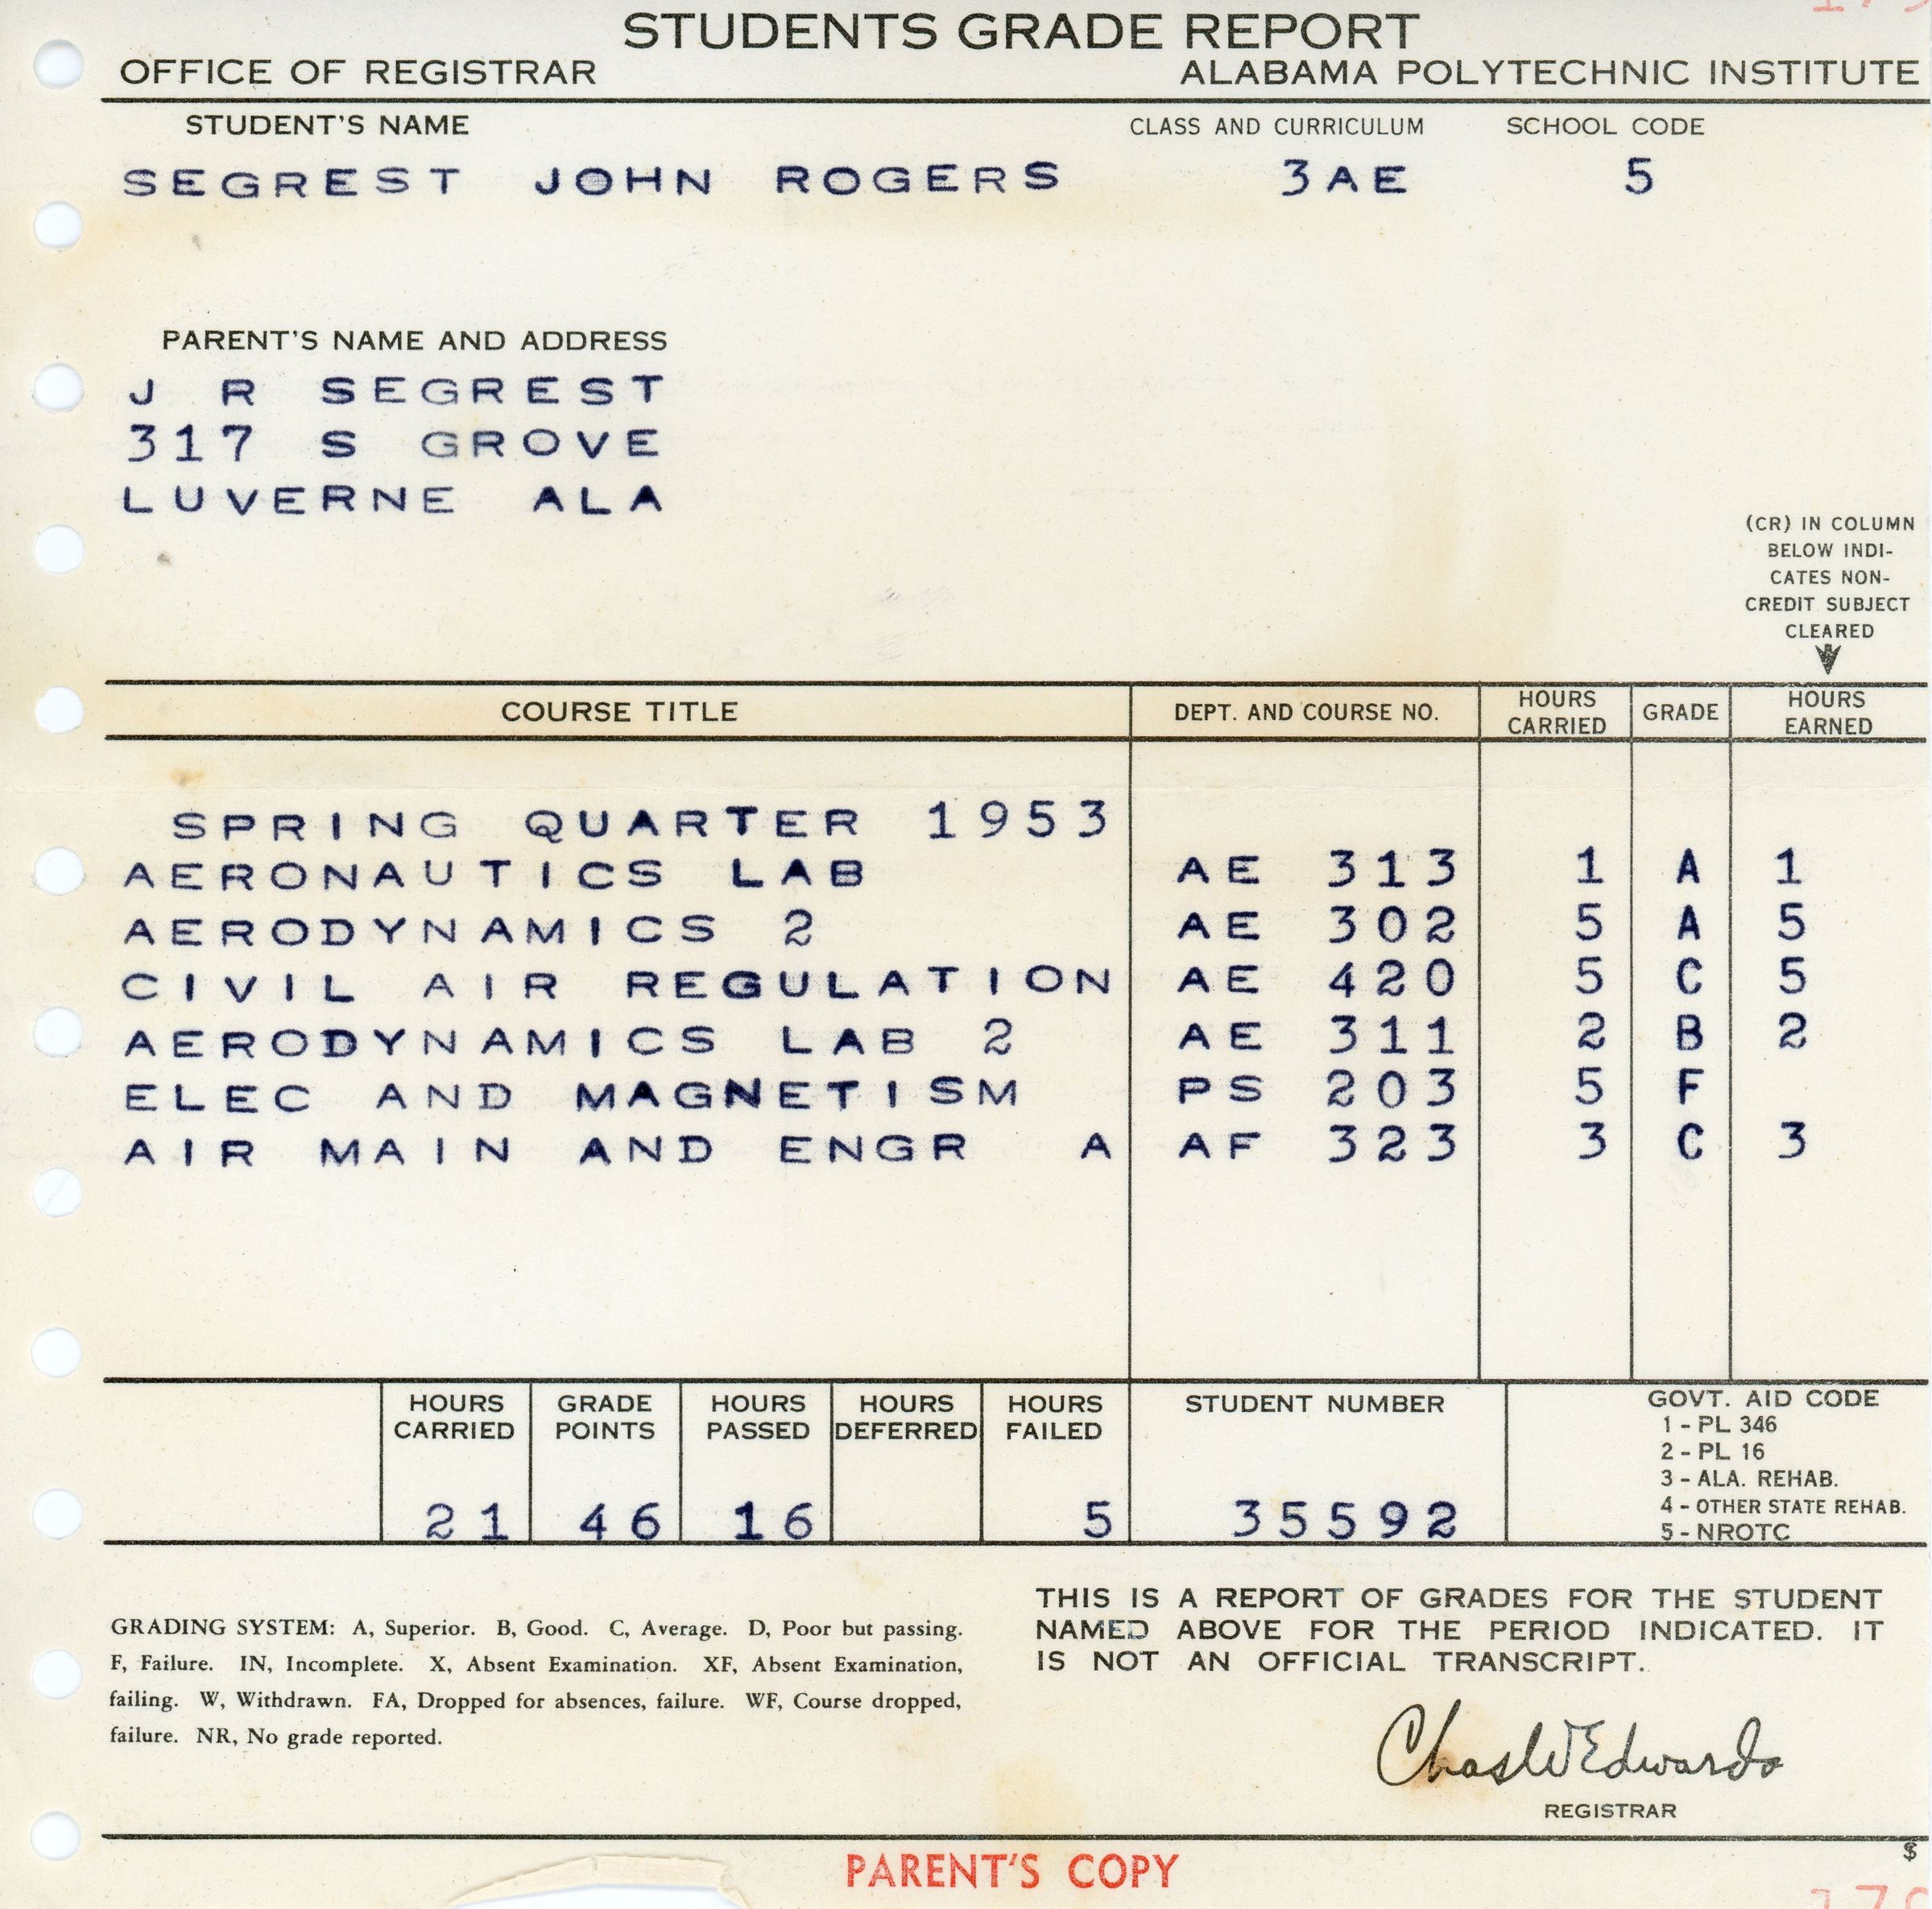 STUDENTS GRADE REPORT
OFFICE OF REGISTRAR ALABAMA POLYTECHNIC INSTITUTE
STUDENT'S NAME CLASS AND CURRICULUM SCHOOL CODE
SEGREST JOHN ROGERS 3AE 5
PARENT'S NAME AND ADDRESS
J R SEGREST
317 S GROVE
LUVERNE ALA
(CR) IN COLUMN
BELOW INDI-
CATES NON-
CREDIT SUBJECT
CLEARED
COURSE TITLE DEPT. AND COURSE NO. HOURS CARRIED GRADE HOURS EARNED
SPRING QUARTER 1953
AERONAUTICS LAB AE 313 1 A 1
AERODYNAMICS 2 AE 302 5 A 5
CIVIL AIR REGULATION AE 420 5 C 5
AERODYNAMICS LAB 2 AE 311 2 B 2
ELEC AND MAGNETISM PS 203 5 F
AIR MAIN AND ENGR A AF 323 3 C 3
HOURS CARRIED GRADE POINTS HOURS PASSED HOURS DEFERRED HOURS FAILED STUDENT NUMBER GOVT. AID CODE
1 - PL 346
2 - PL 16
3 - ALA. REHAB.
4 - OTHER STATE REHAB.
5 - NROTC
21 46 16 5 35592
GRADING SYSTEM: A, Superior. B, Good. C, Average. D, Poor but passing.
F, Failure. IN, Incomplete. X, Absent Examination. XF, Absent Examination,
failing. W, Withdrawn. FA, Dropped for absences, failure. WF, Course dropped,
failure. NR, No grade reported.
THIS IS A REPORT OF GRADES FOR THE STUDENT
NAMED ABOVE FOR THE PERIOD INDICATED. IT
IS NOT AN OFFICIAL TRANSCRIPT.
Chas W Edwards
REGISTRAR
$
PARENT'S COPY